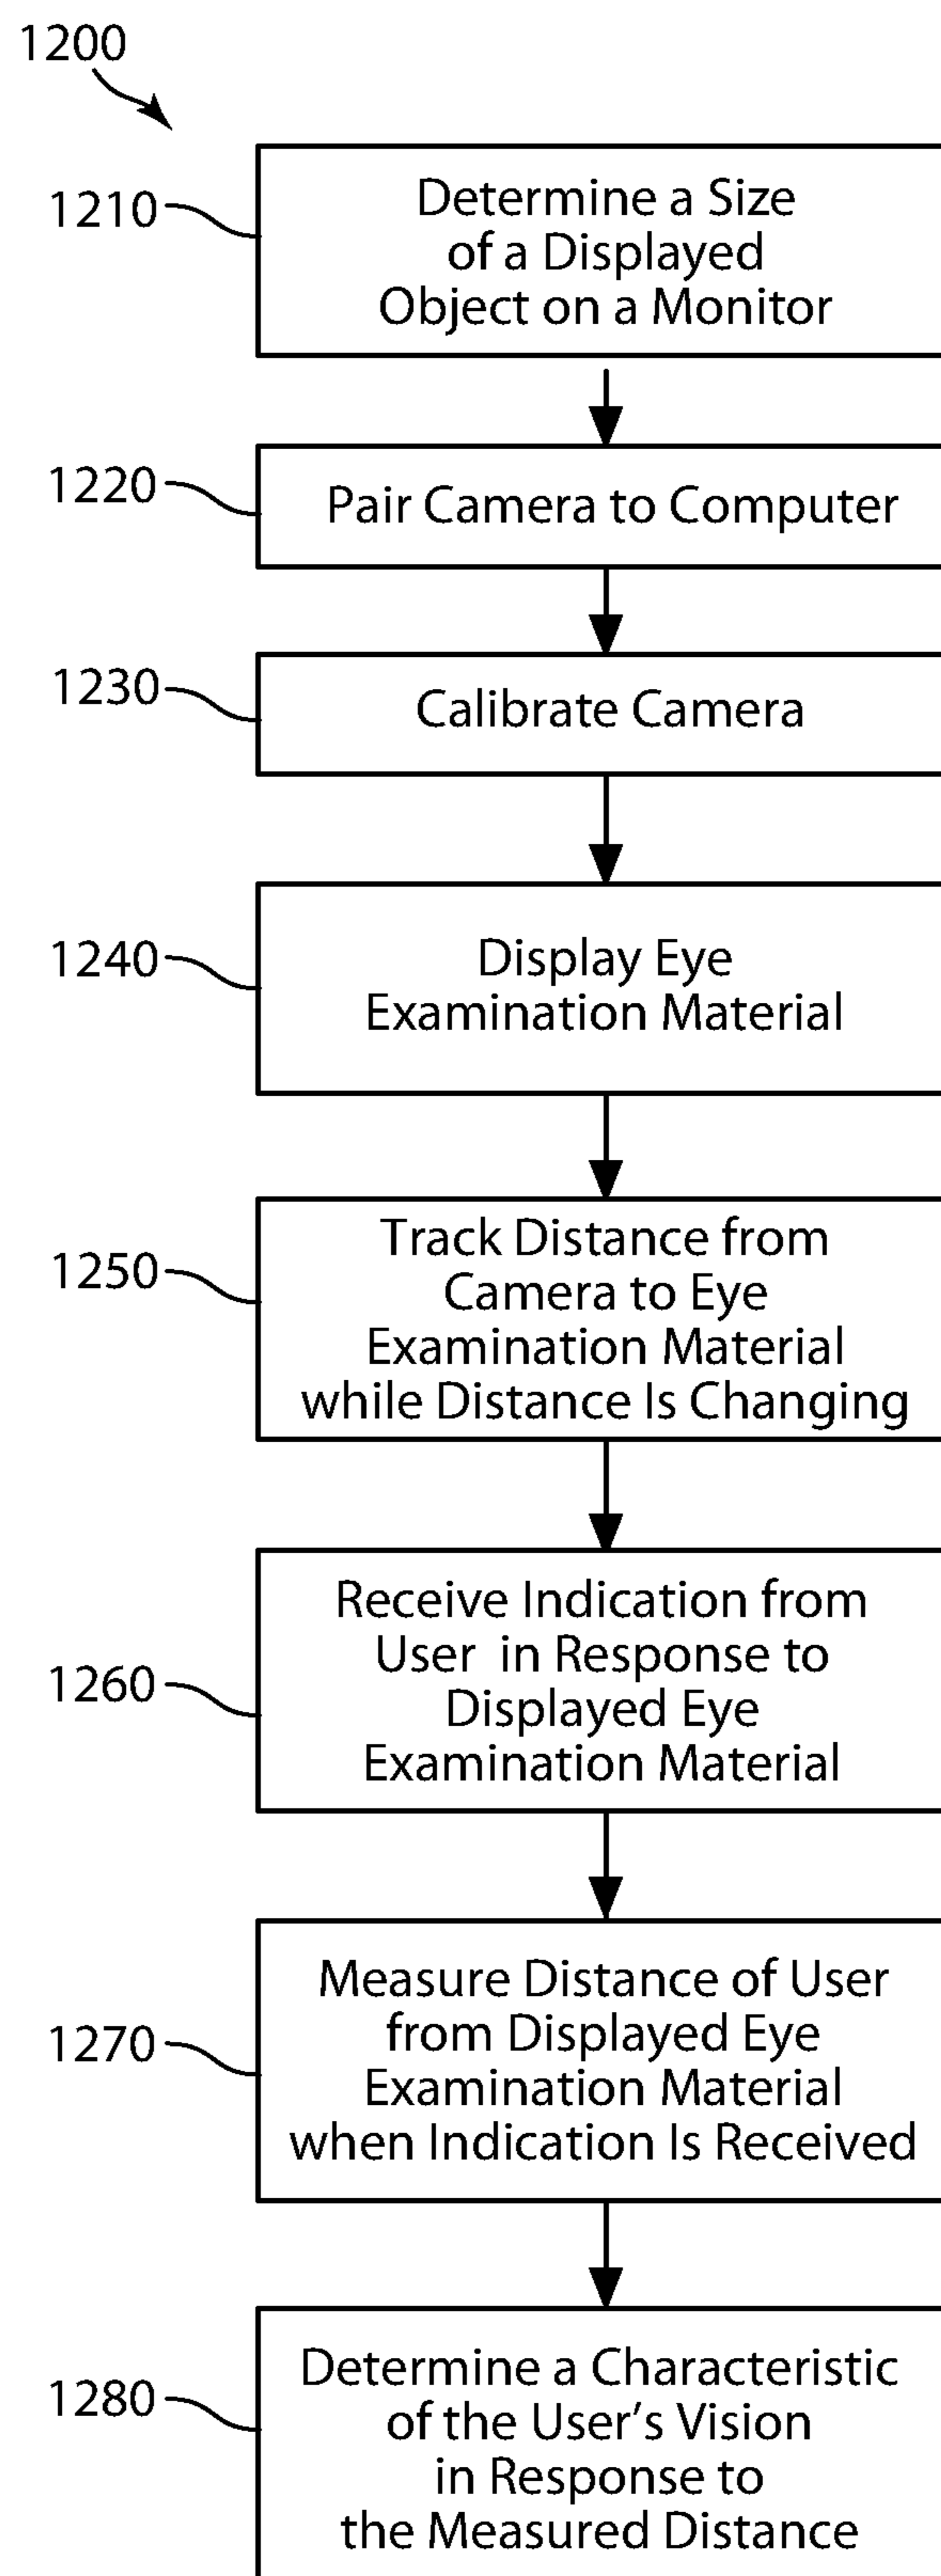 1200
1210
Determine a Size
of a Displayed
Object on a Monitor
1220
Pair Camera to Computer
1230
Calibrate Camera
1240
Display Eye
Examination Material
1250
Track Distance from
Camera to Eye
Examination Material
while Distance Is Changing
1260
Receive Indication from
User in Response to
Displayed Eye
Examination Material
1270
Measure Distance of User
from Displayed Eye
Examination Material
when Indication Is Received
1280
Determine a Characteristic
of the User's Vision
in Response to
the Measured Distance